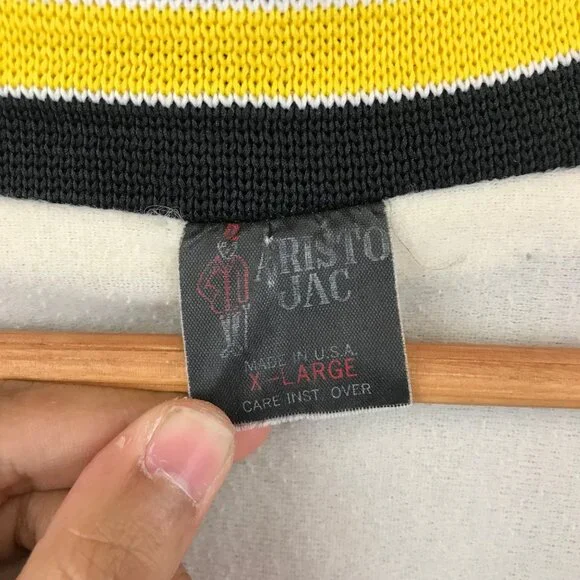 ARISTO
JAC
MADE IN U.S.A.
X-LARGE
CARE INST. OVER